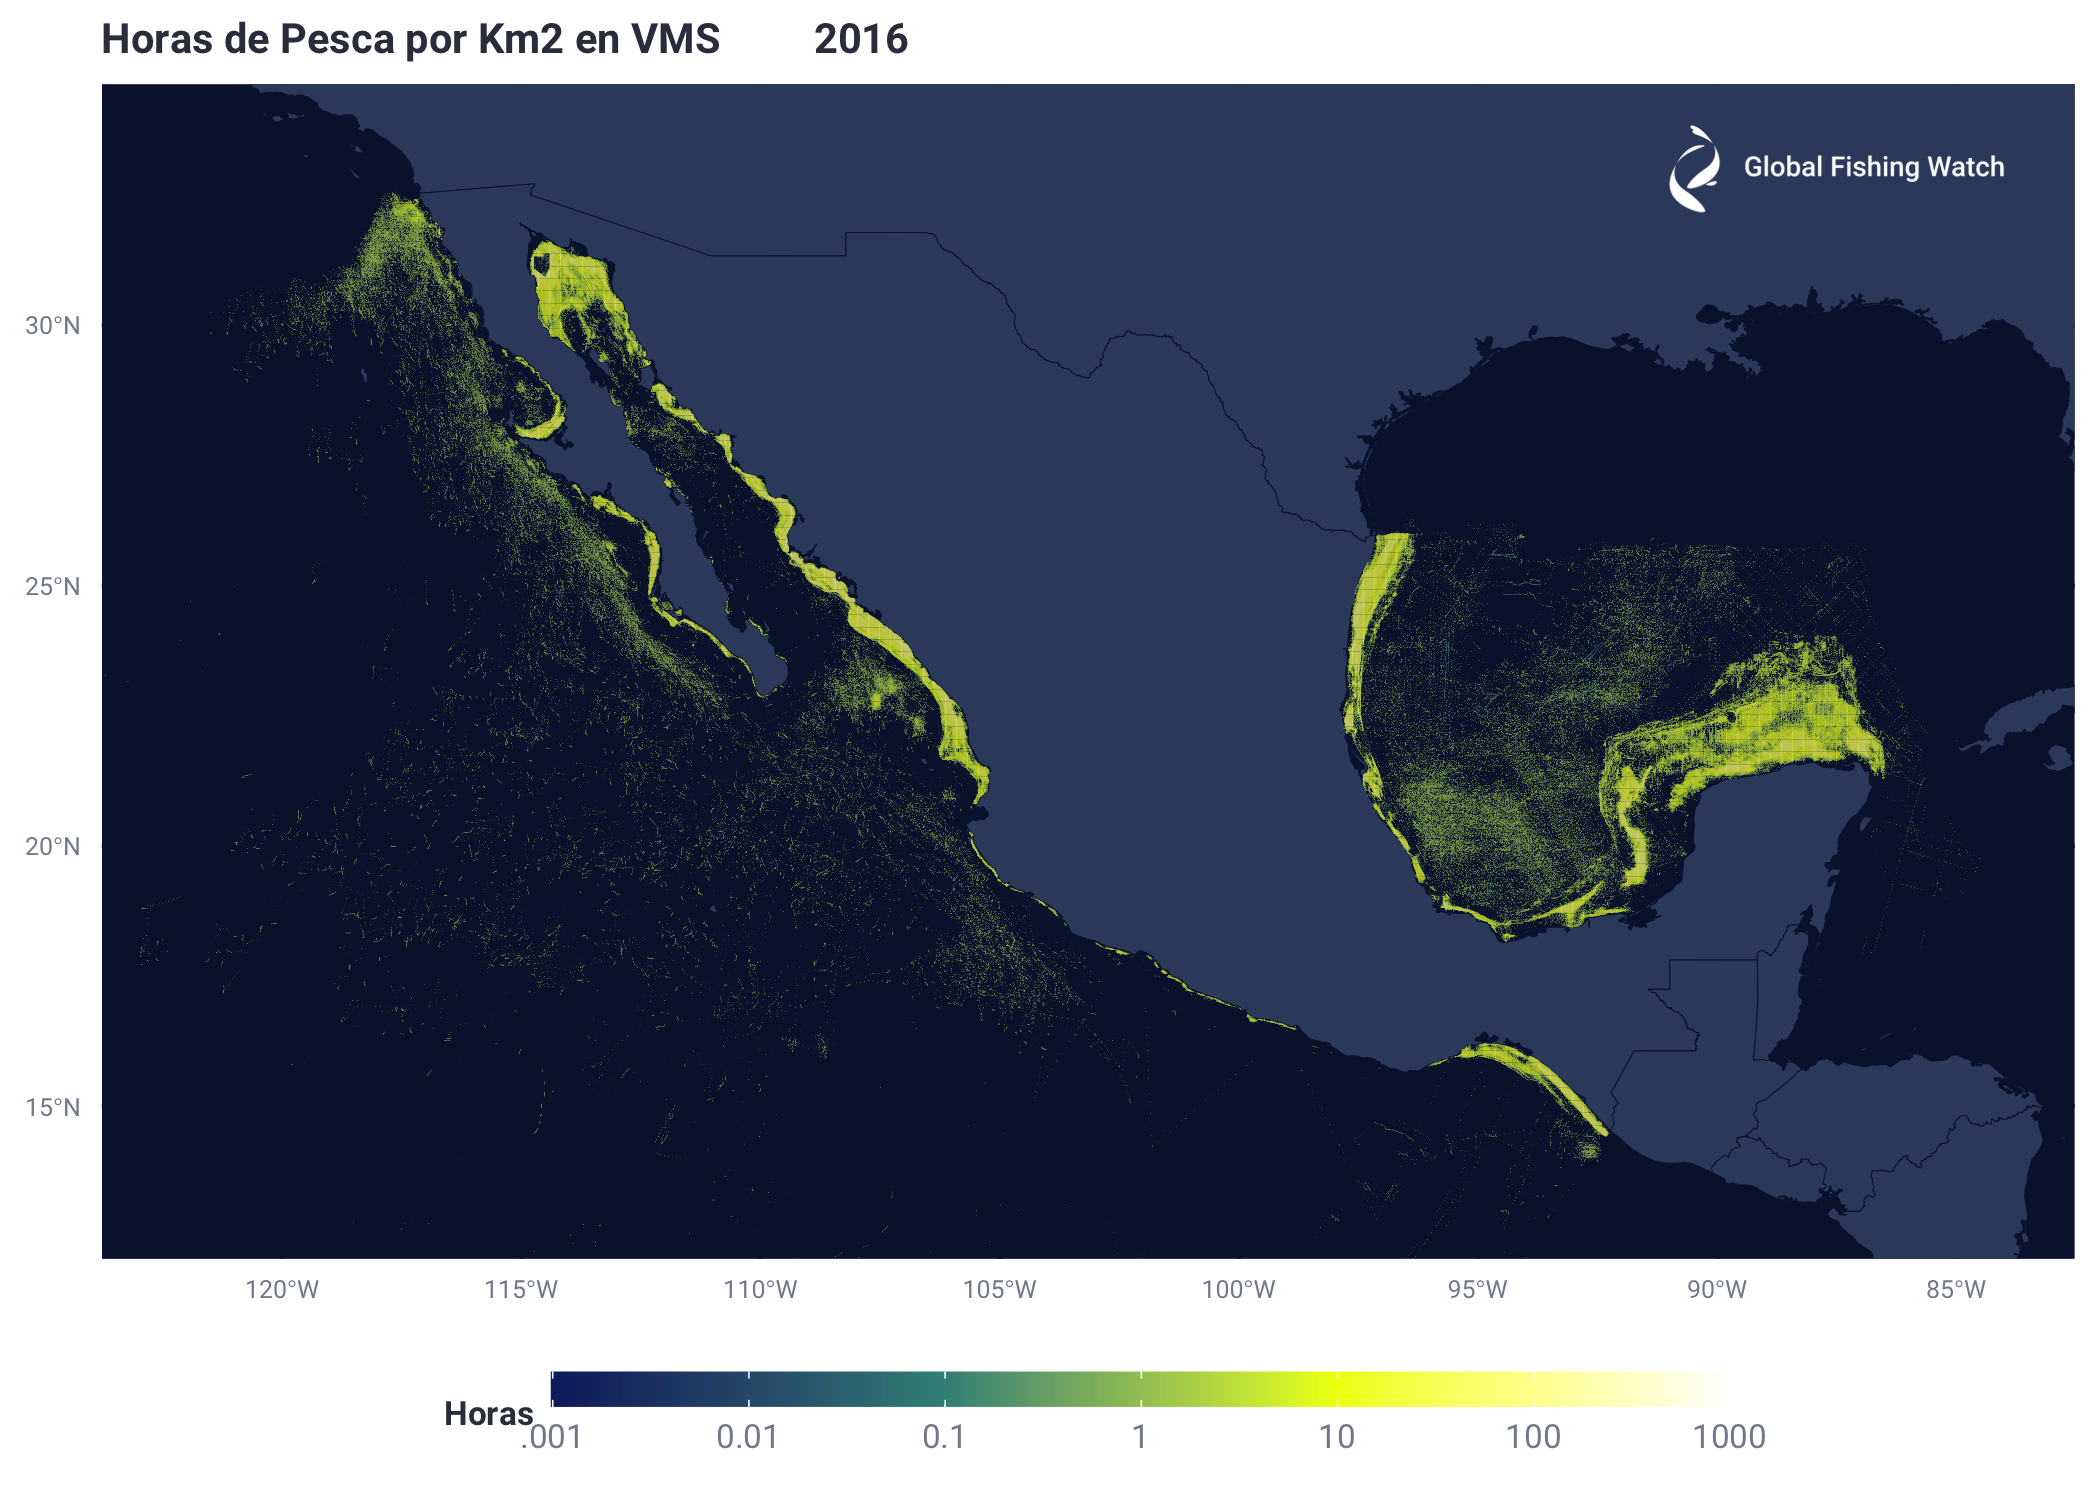 Horas de Pesca por Km2 en VMS 2016
Global Fishing Watch
30°N
25°N
20°N
15°N
120°W 115°W 110°W 105°W 100°W 95°W 90°W 85°W
Horas
.001 0.01 0.1 1 10 100 1000